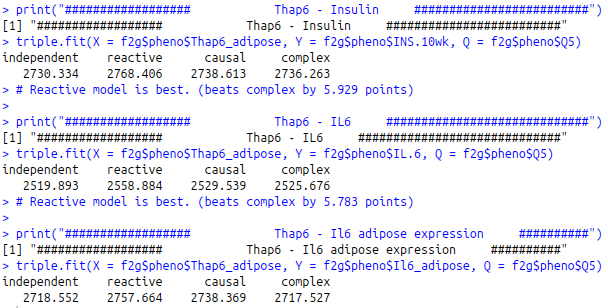 > print("###################             Thap6 - Insulin     ##########################")
[1] "###################             Thap6 - Insulin     ##########################"
> triple.fit(X = f2g$pheno$Thap6_adipose, Y = f2g$pheno$INS.10wk, Q = f2g$pheno$Q5)
independent    reactive      causal     complex
   2730.334    2768.406    2738.613    2736.263
> # Reactive model is best. (beats complex by 5.929 points)
>
> print("###################             Thap6 - IL6     #############################")
[1] "###################             Thap6 - IL6     #############################"
> triple.fit(X = f2g$pheno$Thap6_adipose, Y = f2g$pheno$IL.6, Q = f2g$pheno$Q5)
independent    reactive      causal     complex
   2519.893    2558.884    2529.539    2525.676
> # Reactive model is best. (beats complex by 5.783 points)
>
> print("###################             Thap6 - Il6 adipose expression     ##########")
[1] "###################             Thap6 - Il6 adipose expression     ##########"
> triple.fit(X = f2g$pheno$Thap6_adipose, Y = f2g$pheno$Il6_adipose, Q = f2g$pheno$Q5)
independent    reactive      causal     complex
   2718.552    2757.664    2738.369    2717.527